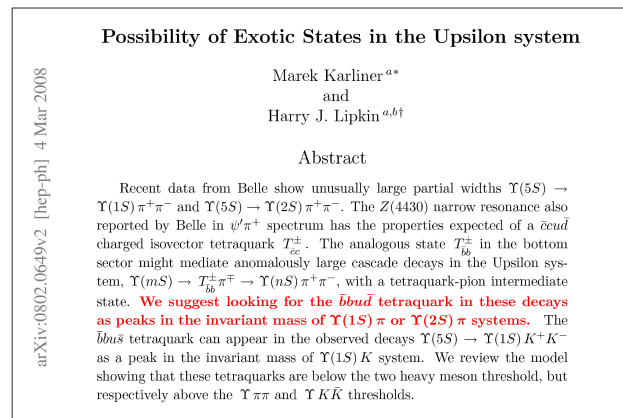 Possibility of Exotic States in the Upsilon system
Marek Karliner a*
and
Harry J. Lipkin a,b†
Abstract
Recent data from Belle show unusually large partial widths Υ(5S) →
Υ(1S) π⁺π⁻ and Υ(5S) → Υ(2S) π⁺π⁻. The Z(4430) narrow resonance also
reported by Belle in ψ′π⁺ spectrum has the properties expected of a c̄cud̄
charged isovector tetraquark T±c̄c. The analogous state T±b̄b in the bottom
sector might mediate anomalously large cascade decays in the Upsilon sys-
tem, Υ(mS) → T±b̄b π∓ → Υ(nS) π⁺π⁻, with a tetraquark-pion intermediate
state. We suggest looking for the b̄bud̄ tetraquark in these decays
as peaks in the invariant mass of Υ(1S) π or Υ(2S) π systems. The
b̄bus̄ tetraquark can appear in the observed decays Υ(5S) → Υ(1S) K⁺K⁻
as a peak in the invariant mass of Υ(1S) K system. We review the model
showing that these tetraquarks are below the two heavy meson threshold, but
respectively above the Υ ππ and Υ KK̄ thresholds.
arXiv:0802.0649v2 [hep-ph] 4 Mar 2008